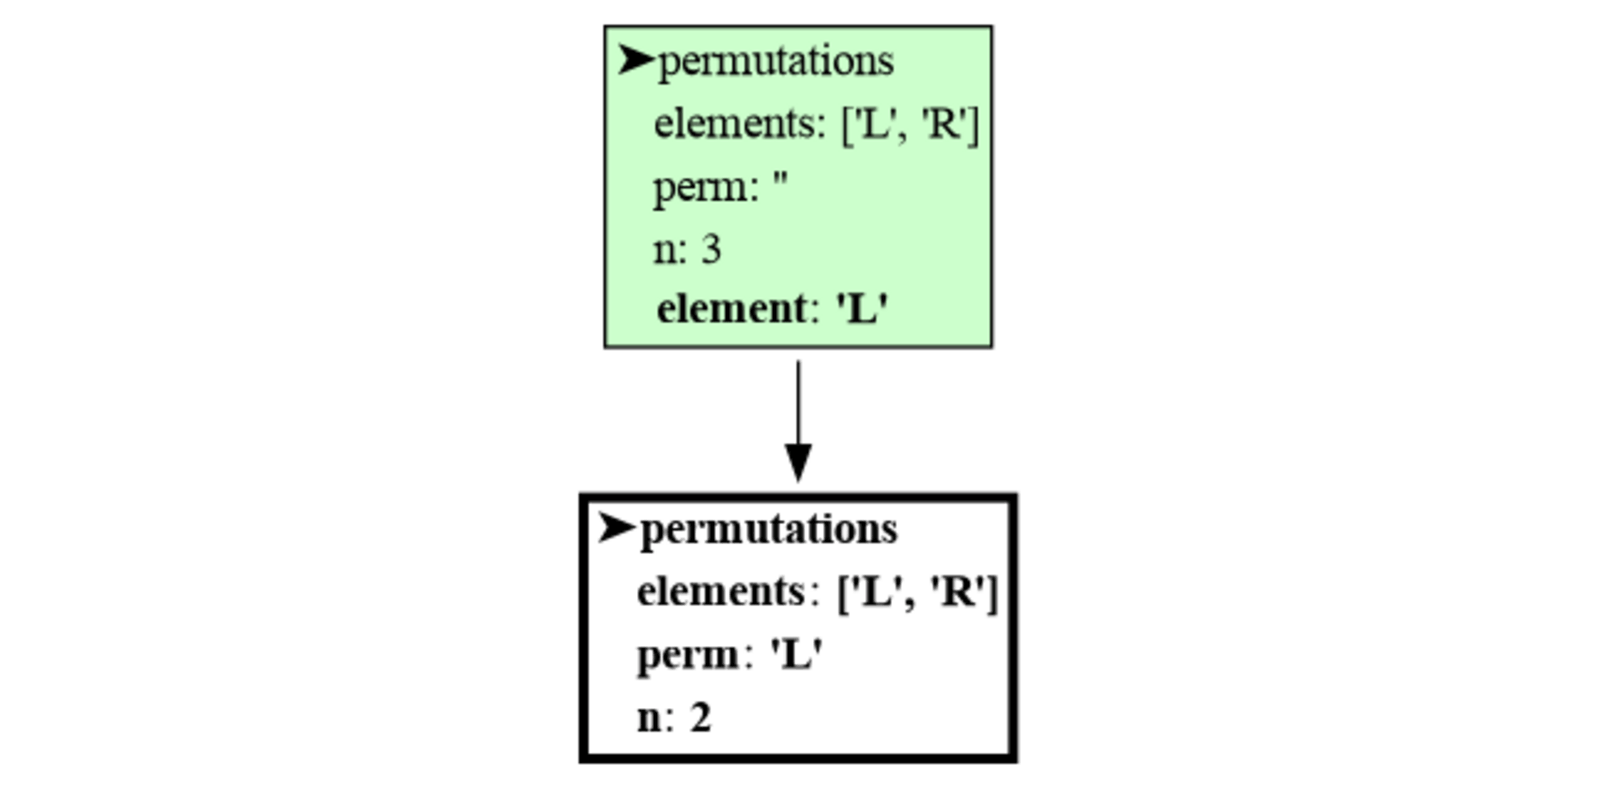 ➤permutations
elements: ['L', 'R']
perm: ''
n: 3
element: 'L'
➤permutations
elements: ['L', 'R']
perm: 'L'
n: 2